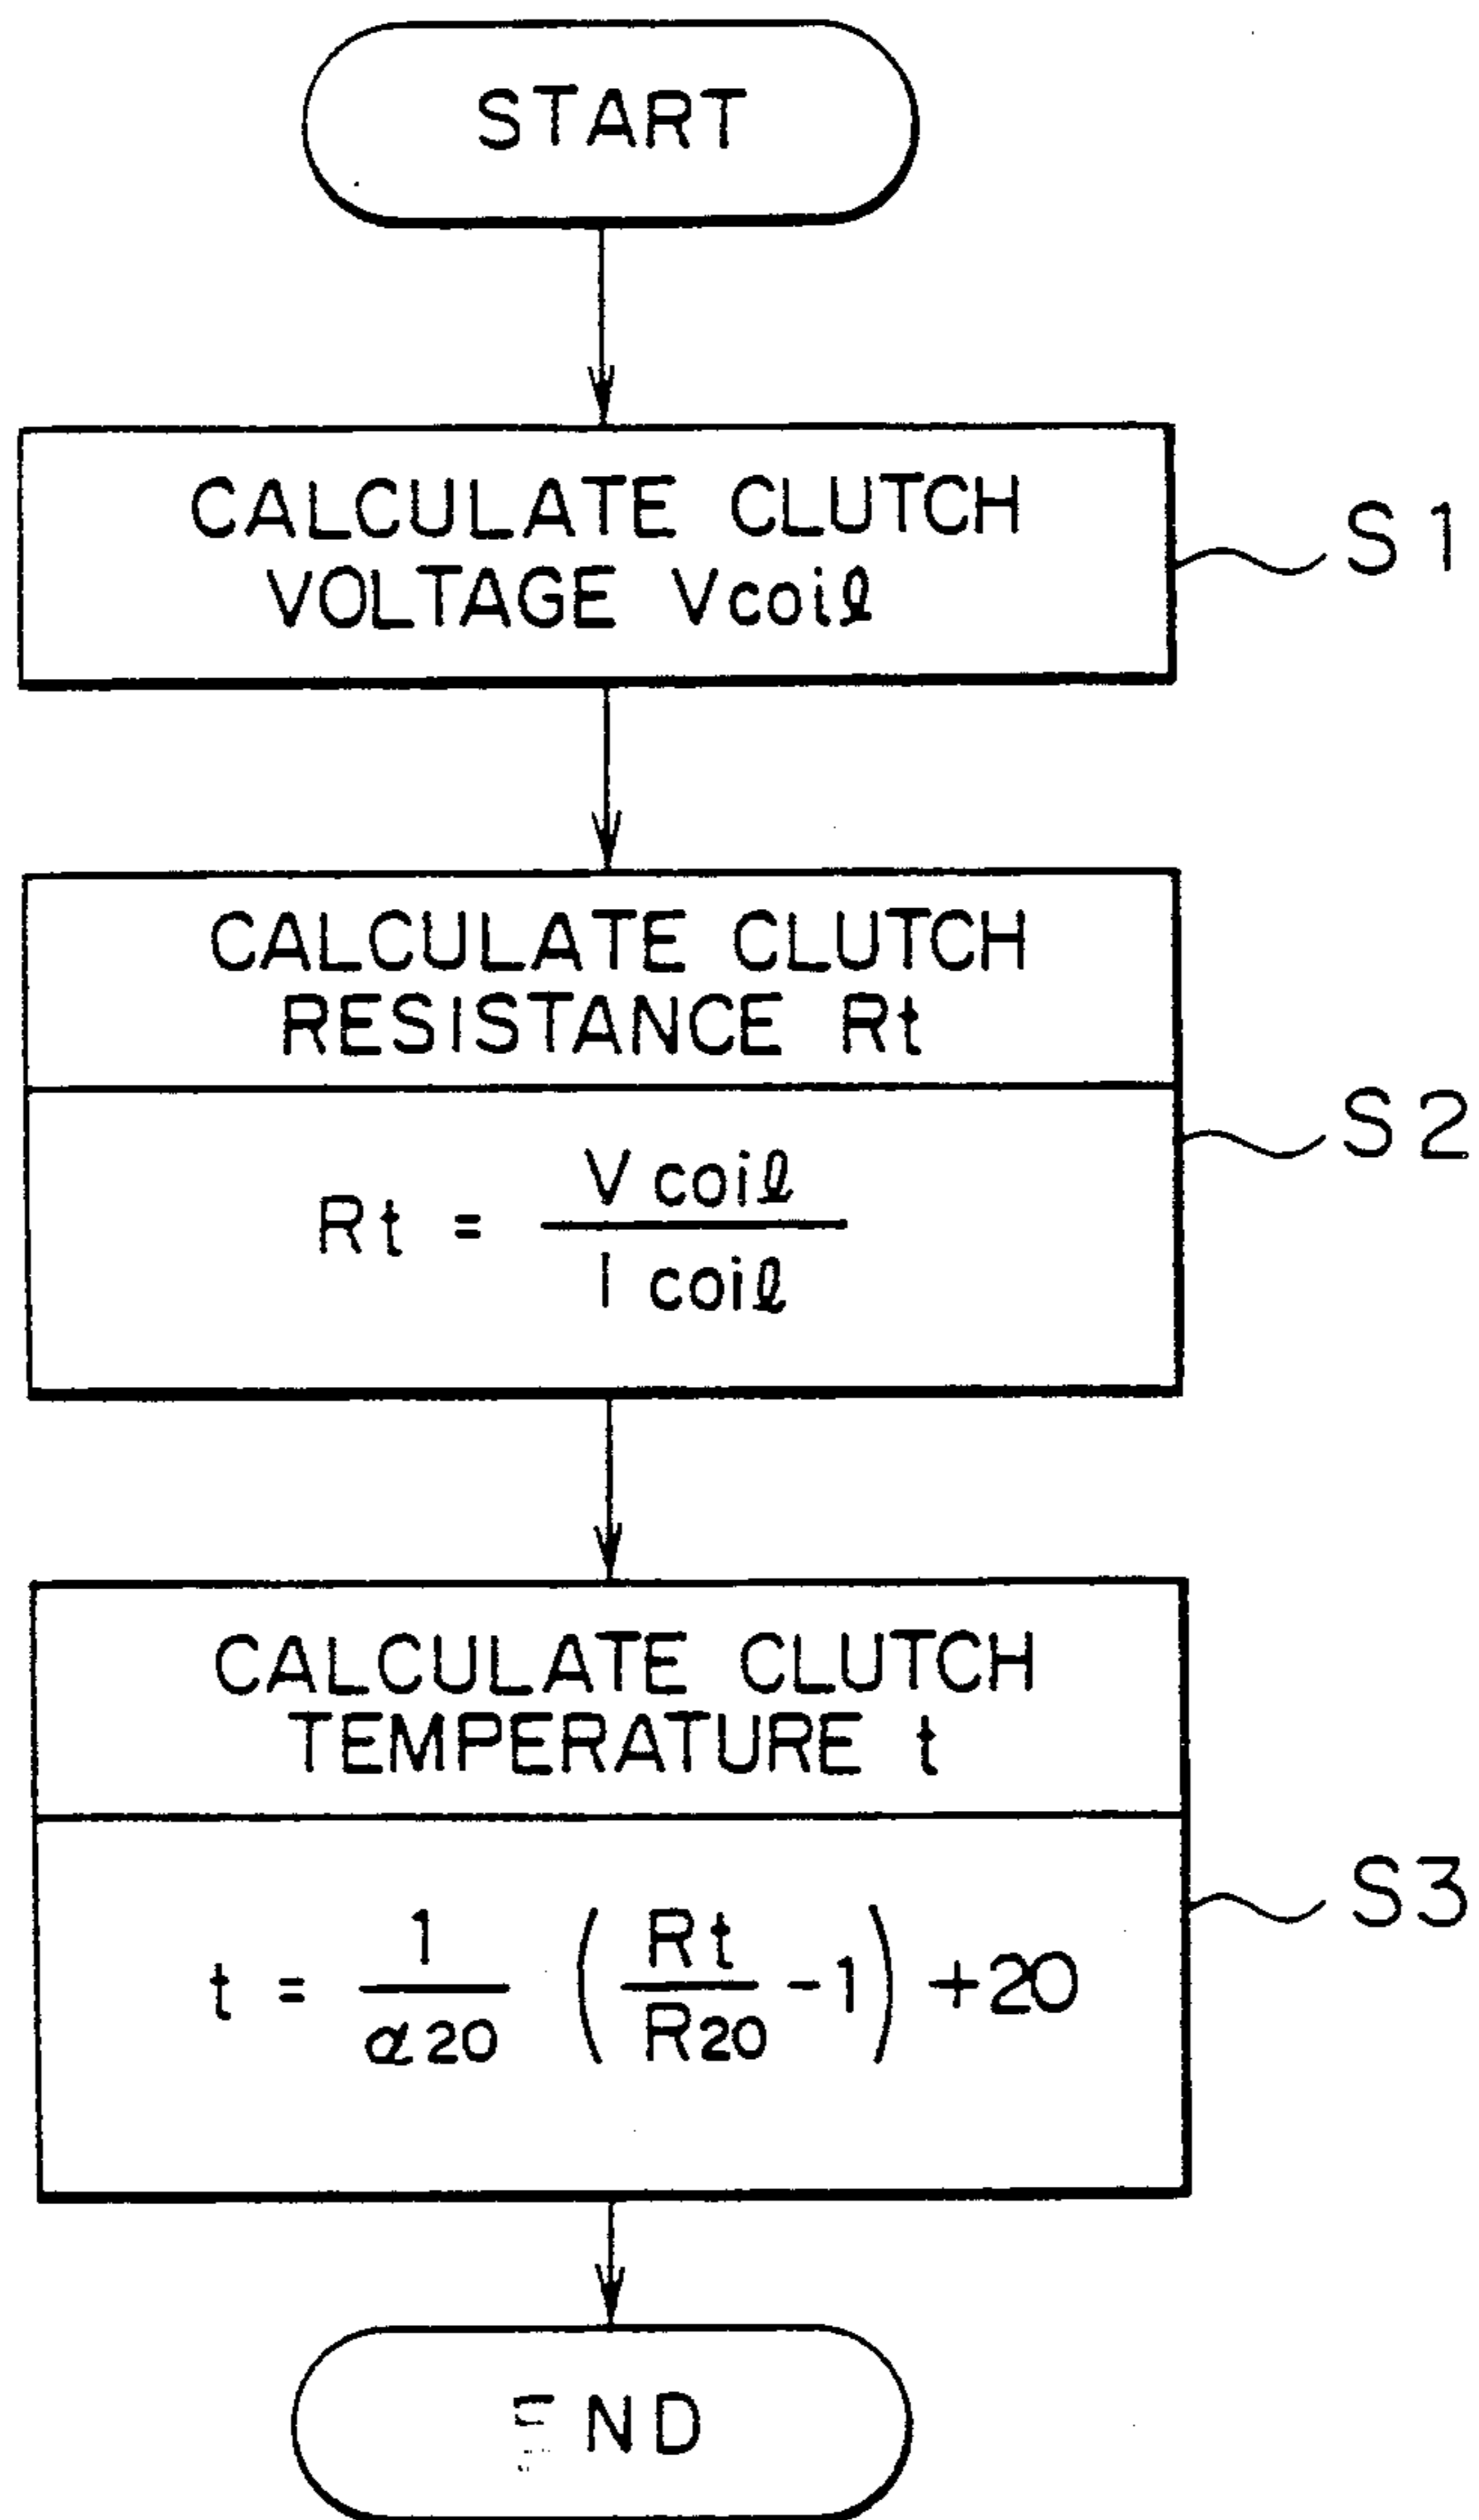 START
CALCULATE CLUTCH
VOLTAGE Vcoil
S1
CALCULATE CLUTCH
RESISTANCE Rt
S2
Rt = Vcoil / Icoil
CALCULATE CLUTCH
TEMPERATURE t
S3
t = 1/α20 (Rt/R20 -1) +20
END